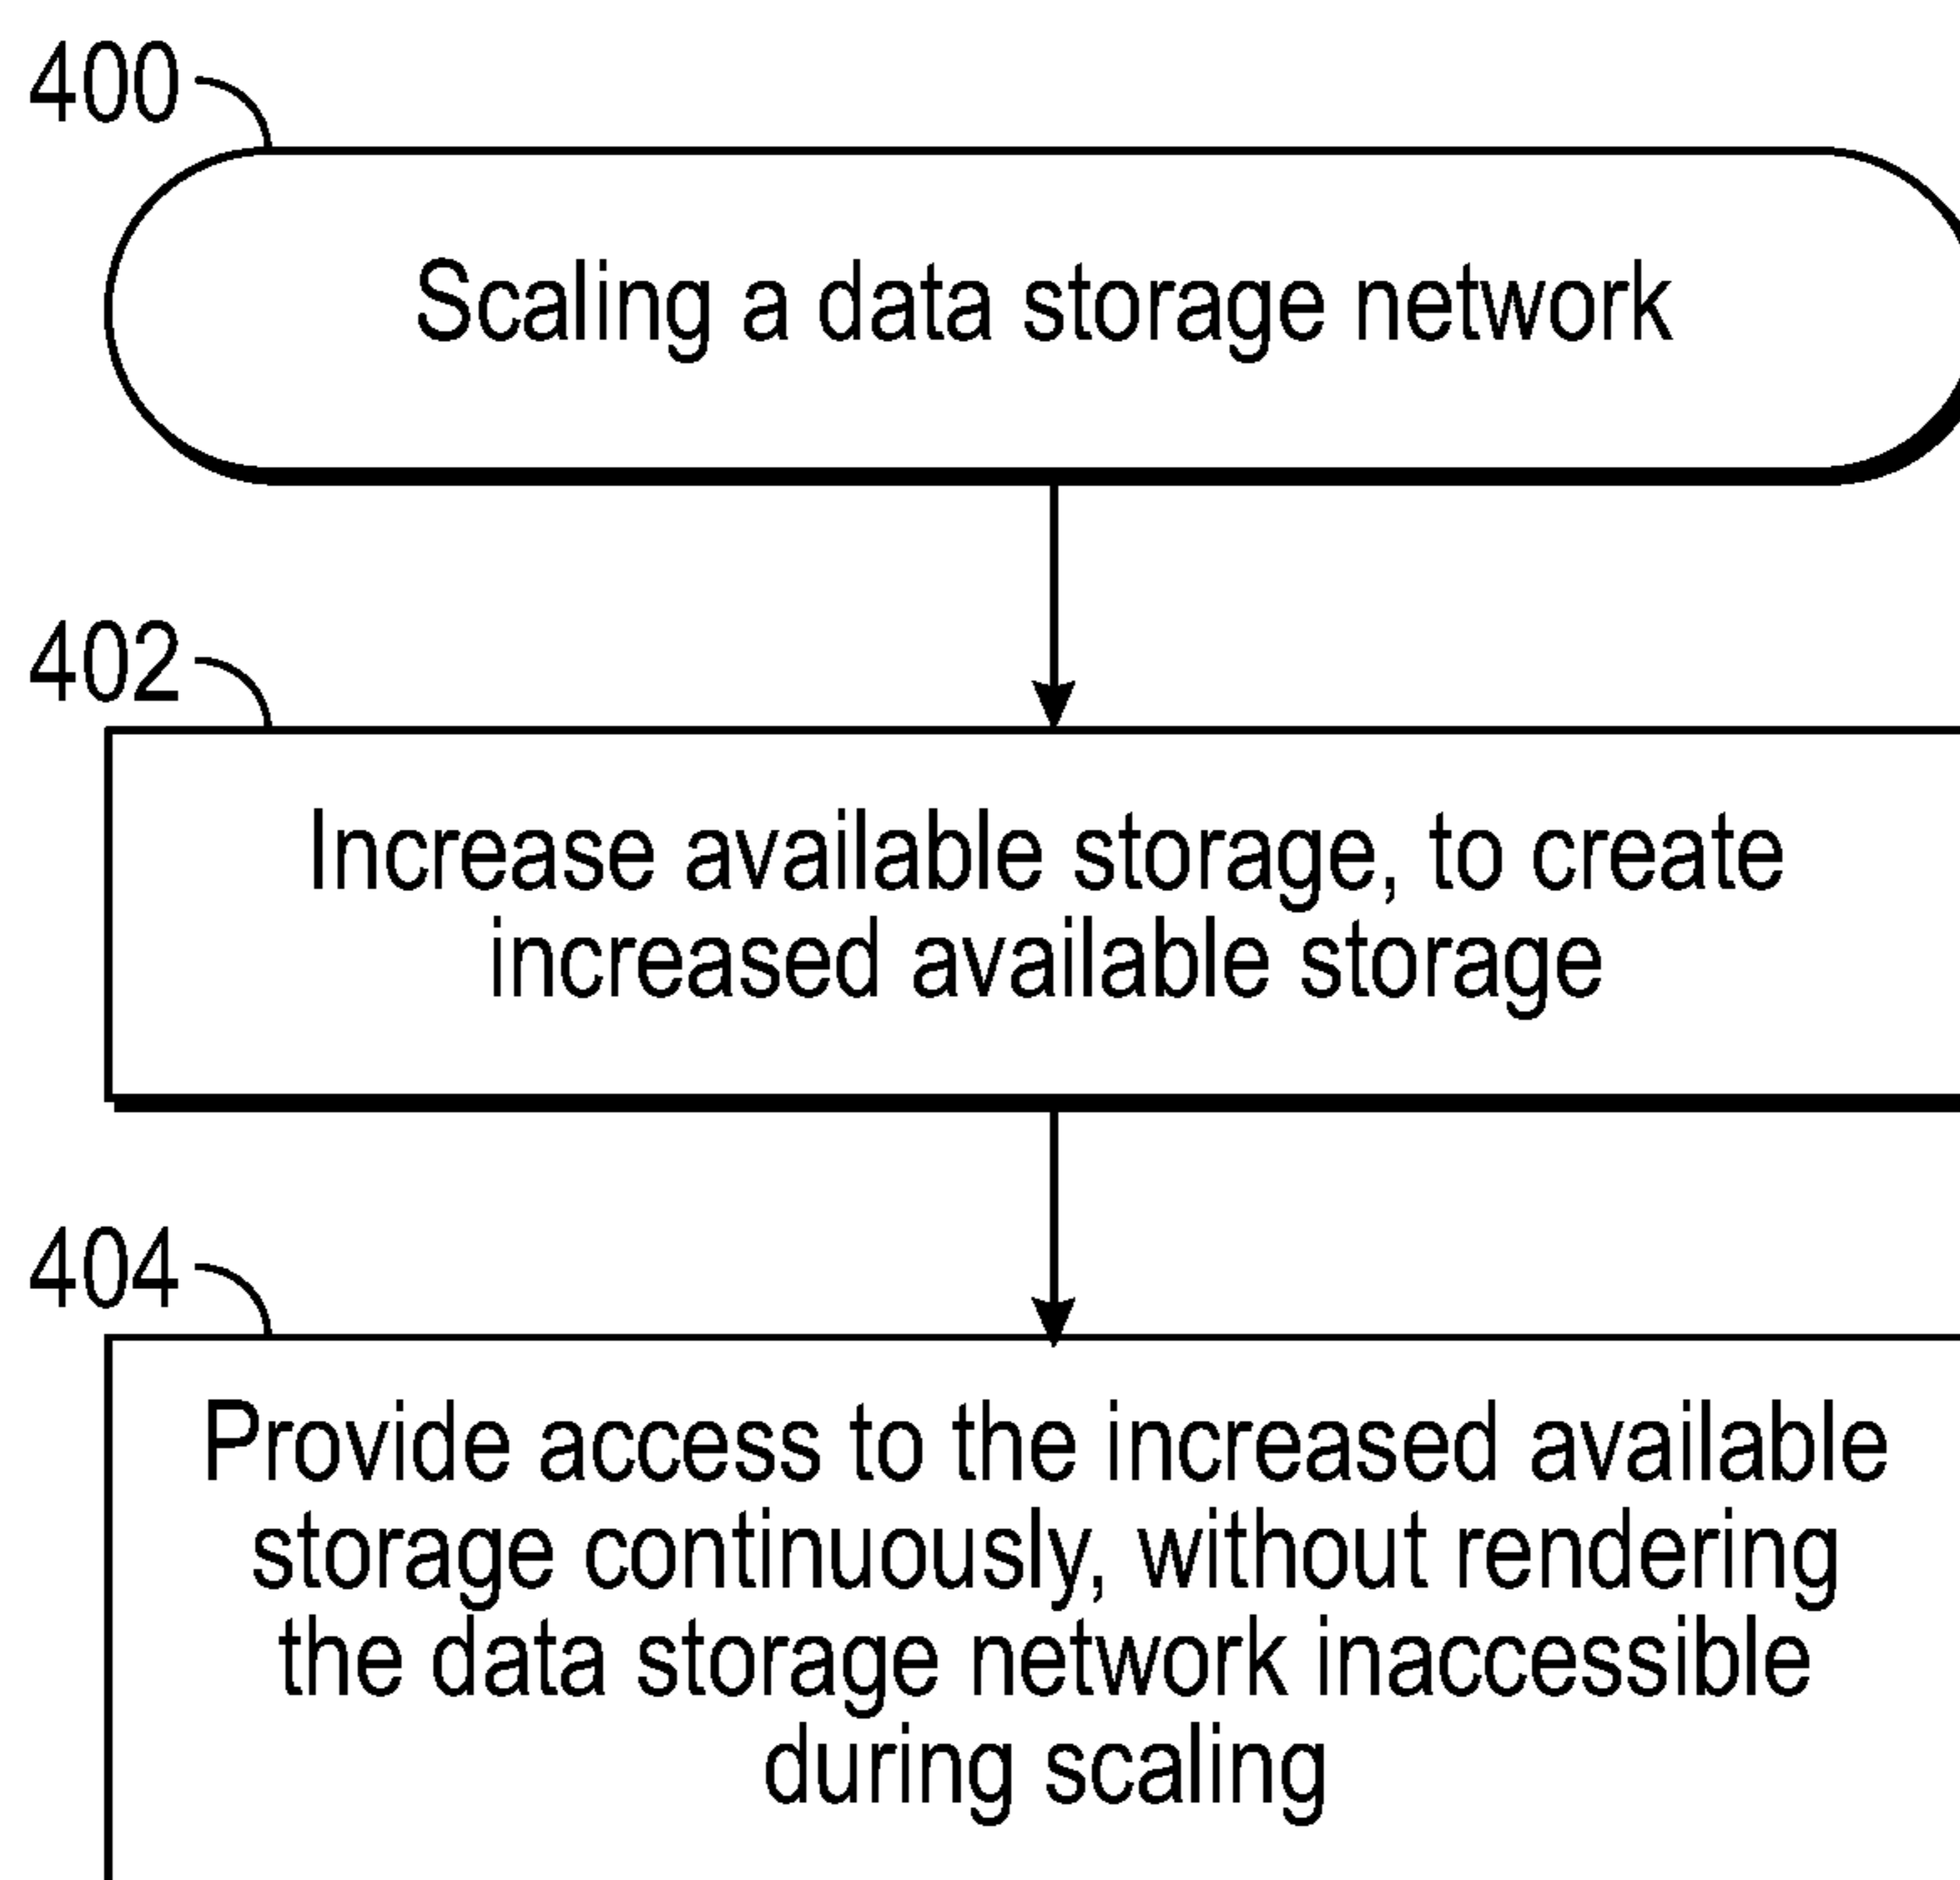 400
Scaling a data storage network
402
Increase available storage, to create
increased available storage
404
Provide access to the increased available
storage continuously, without rendering
the data storage network inaccessible
during scaling